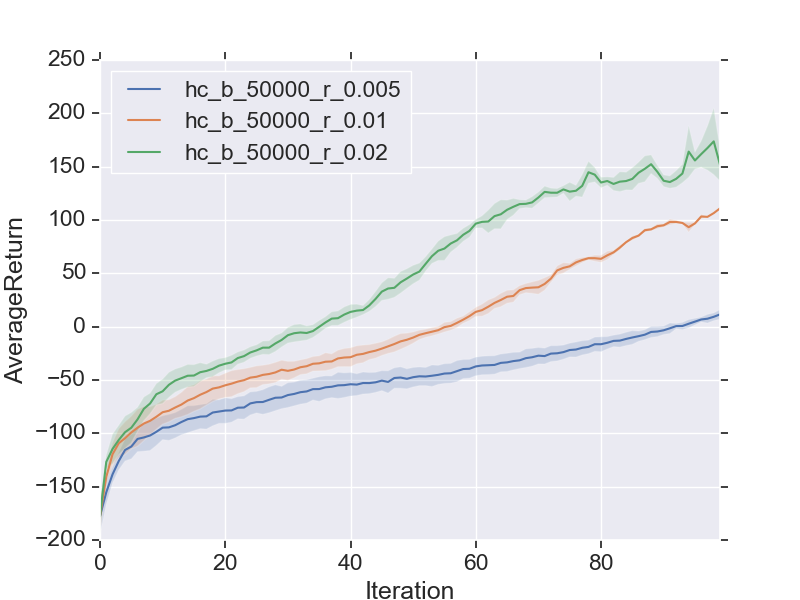 250
200
150
100
50
0
−50
−100
−150
−200
AverageReturn
hc_b_50000_r_0.005
hc_b_50000_r_0.01
hc_b_50000_r_0.02
0 20 40 60 80
Iteration